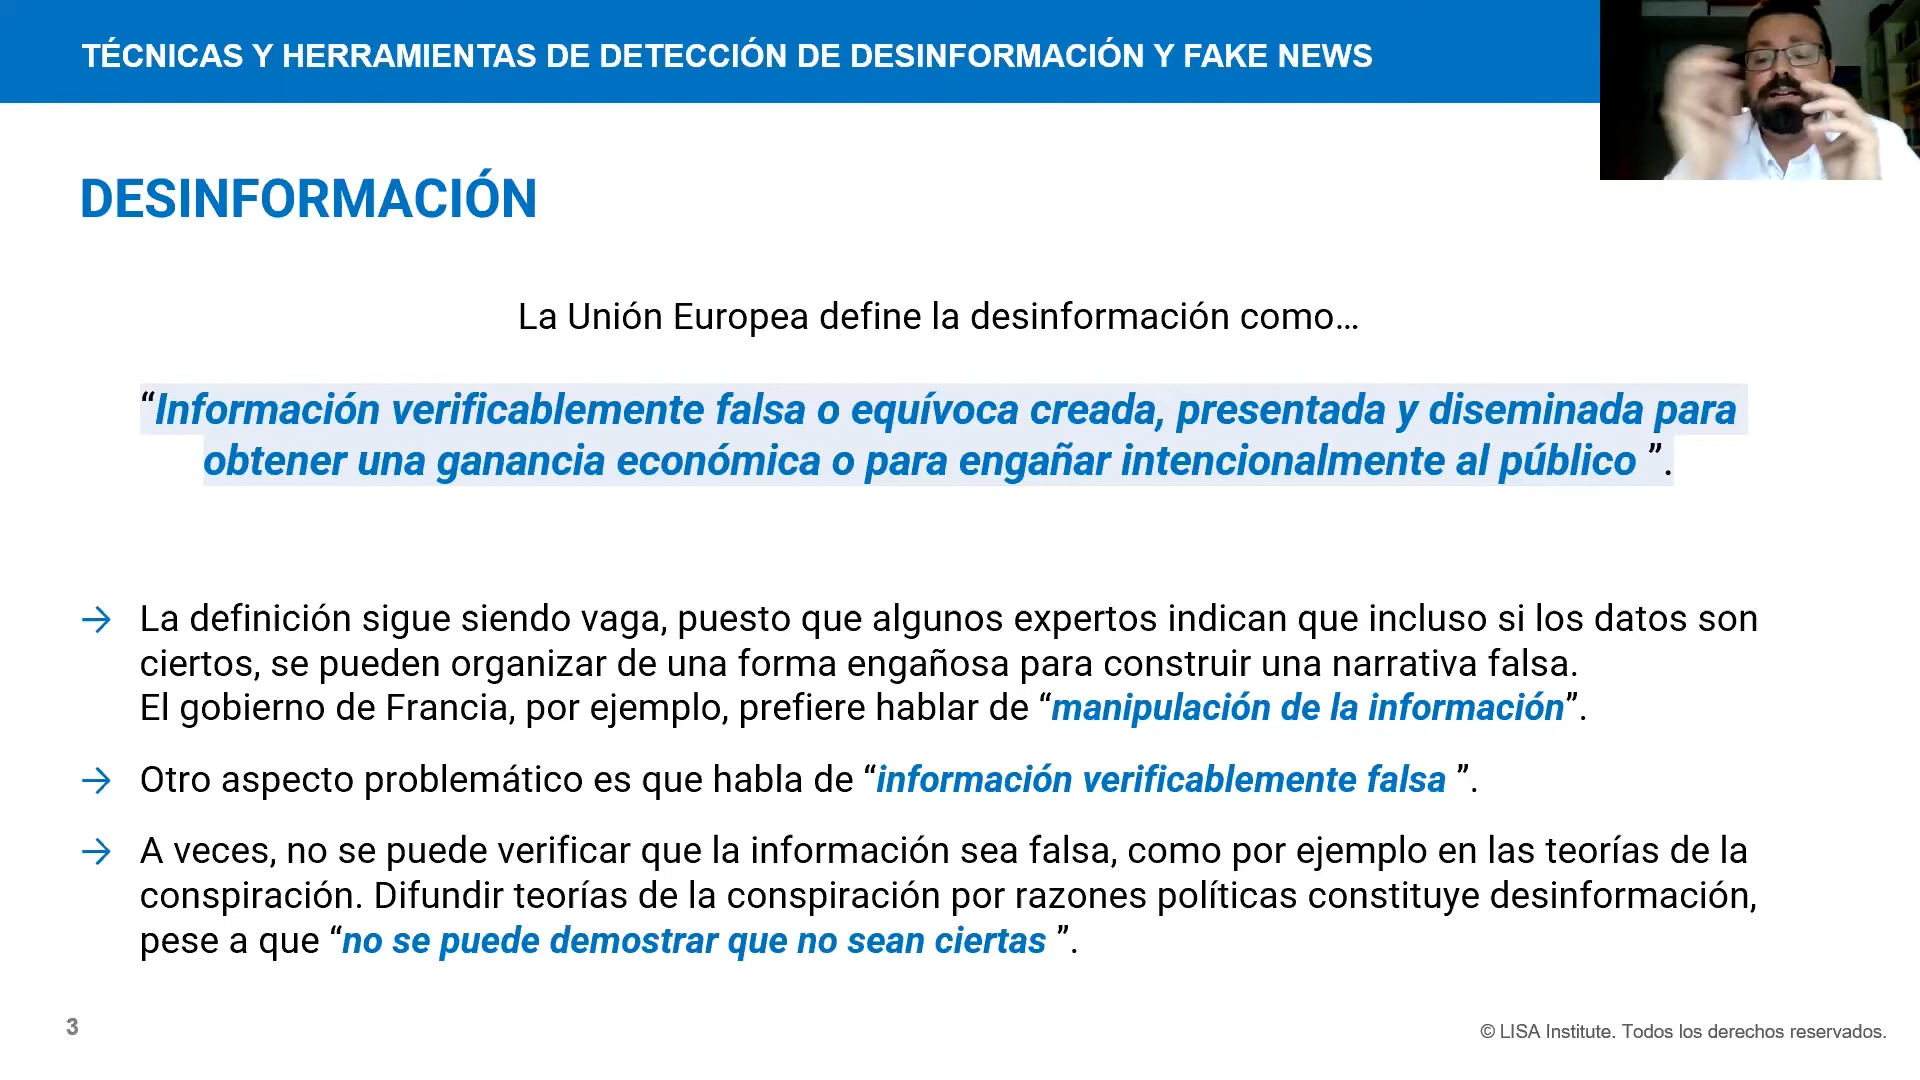 TÉCNICAS Y HERRAMIENTAS DE DETECCIÓN DE DESINFORMACIÓN Y FAKE NEWS
DESINFORMACIÓN
La Unión Europea define la desinformación como…
“Información verificablemente falsa o equívoca creada, presentada y diseminada para
obtener una ganancia económica o para engañar intencionalmente al público ”.
→ La definición sigue siendo vaga, puesto que algunos expertos indican que incluso si los datos son
ciertos, se pueden organizar de una forma engañosa para construir una narrativa falsa.
El gobierno de Francia, por ejemplo, prefiere hablar de “manipulación de la información”.
→ Otro aspecto problemático es que habla de “información verificablemente falsa ”.
→ A veces, no se puede verificar que la información sea falsa, como por ejemplo en las teorías de la
conspiración. Difundir teorías de la conspiración por razones políticas constituye desinformación,
pese a que “no se puede demostrar que no sean ciertas ”.
3
© LISA Institute. Todos los derechos reservados.